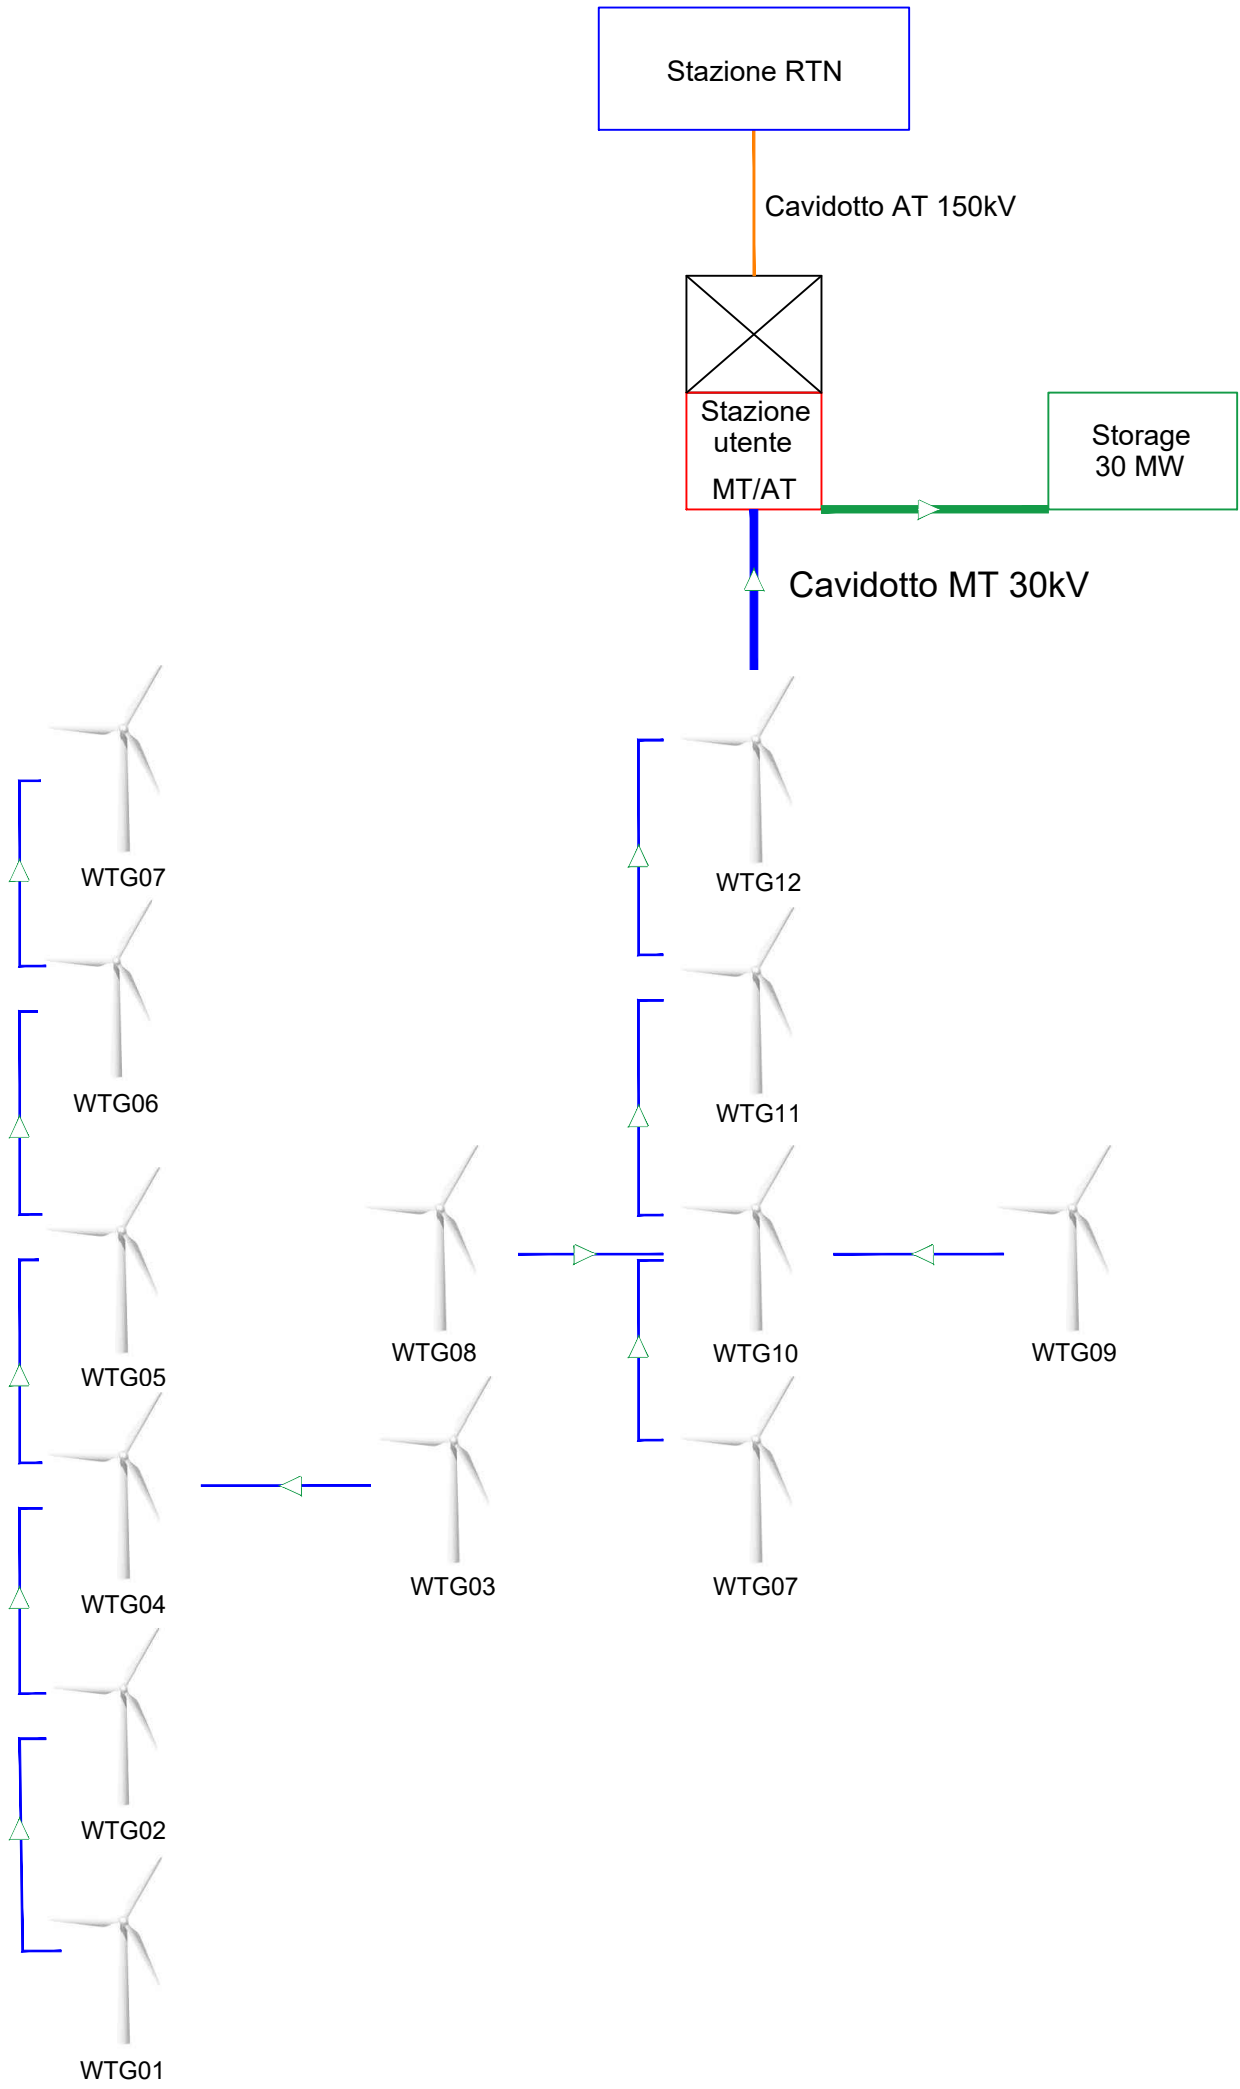 Stazione RTN
Cavidotto AT 150kV
Stazione
utente
MT/AT
Storage
30 MW
Cavidotto MT 30kV
WTG07
WTG12
WTG06
WTG11
WTG08
WTG10
WTG09
WTG05
WTG03
WTG07
WTG04
WTG02
WTG01